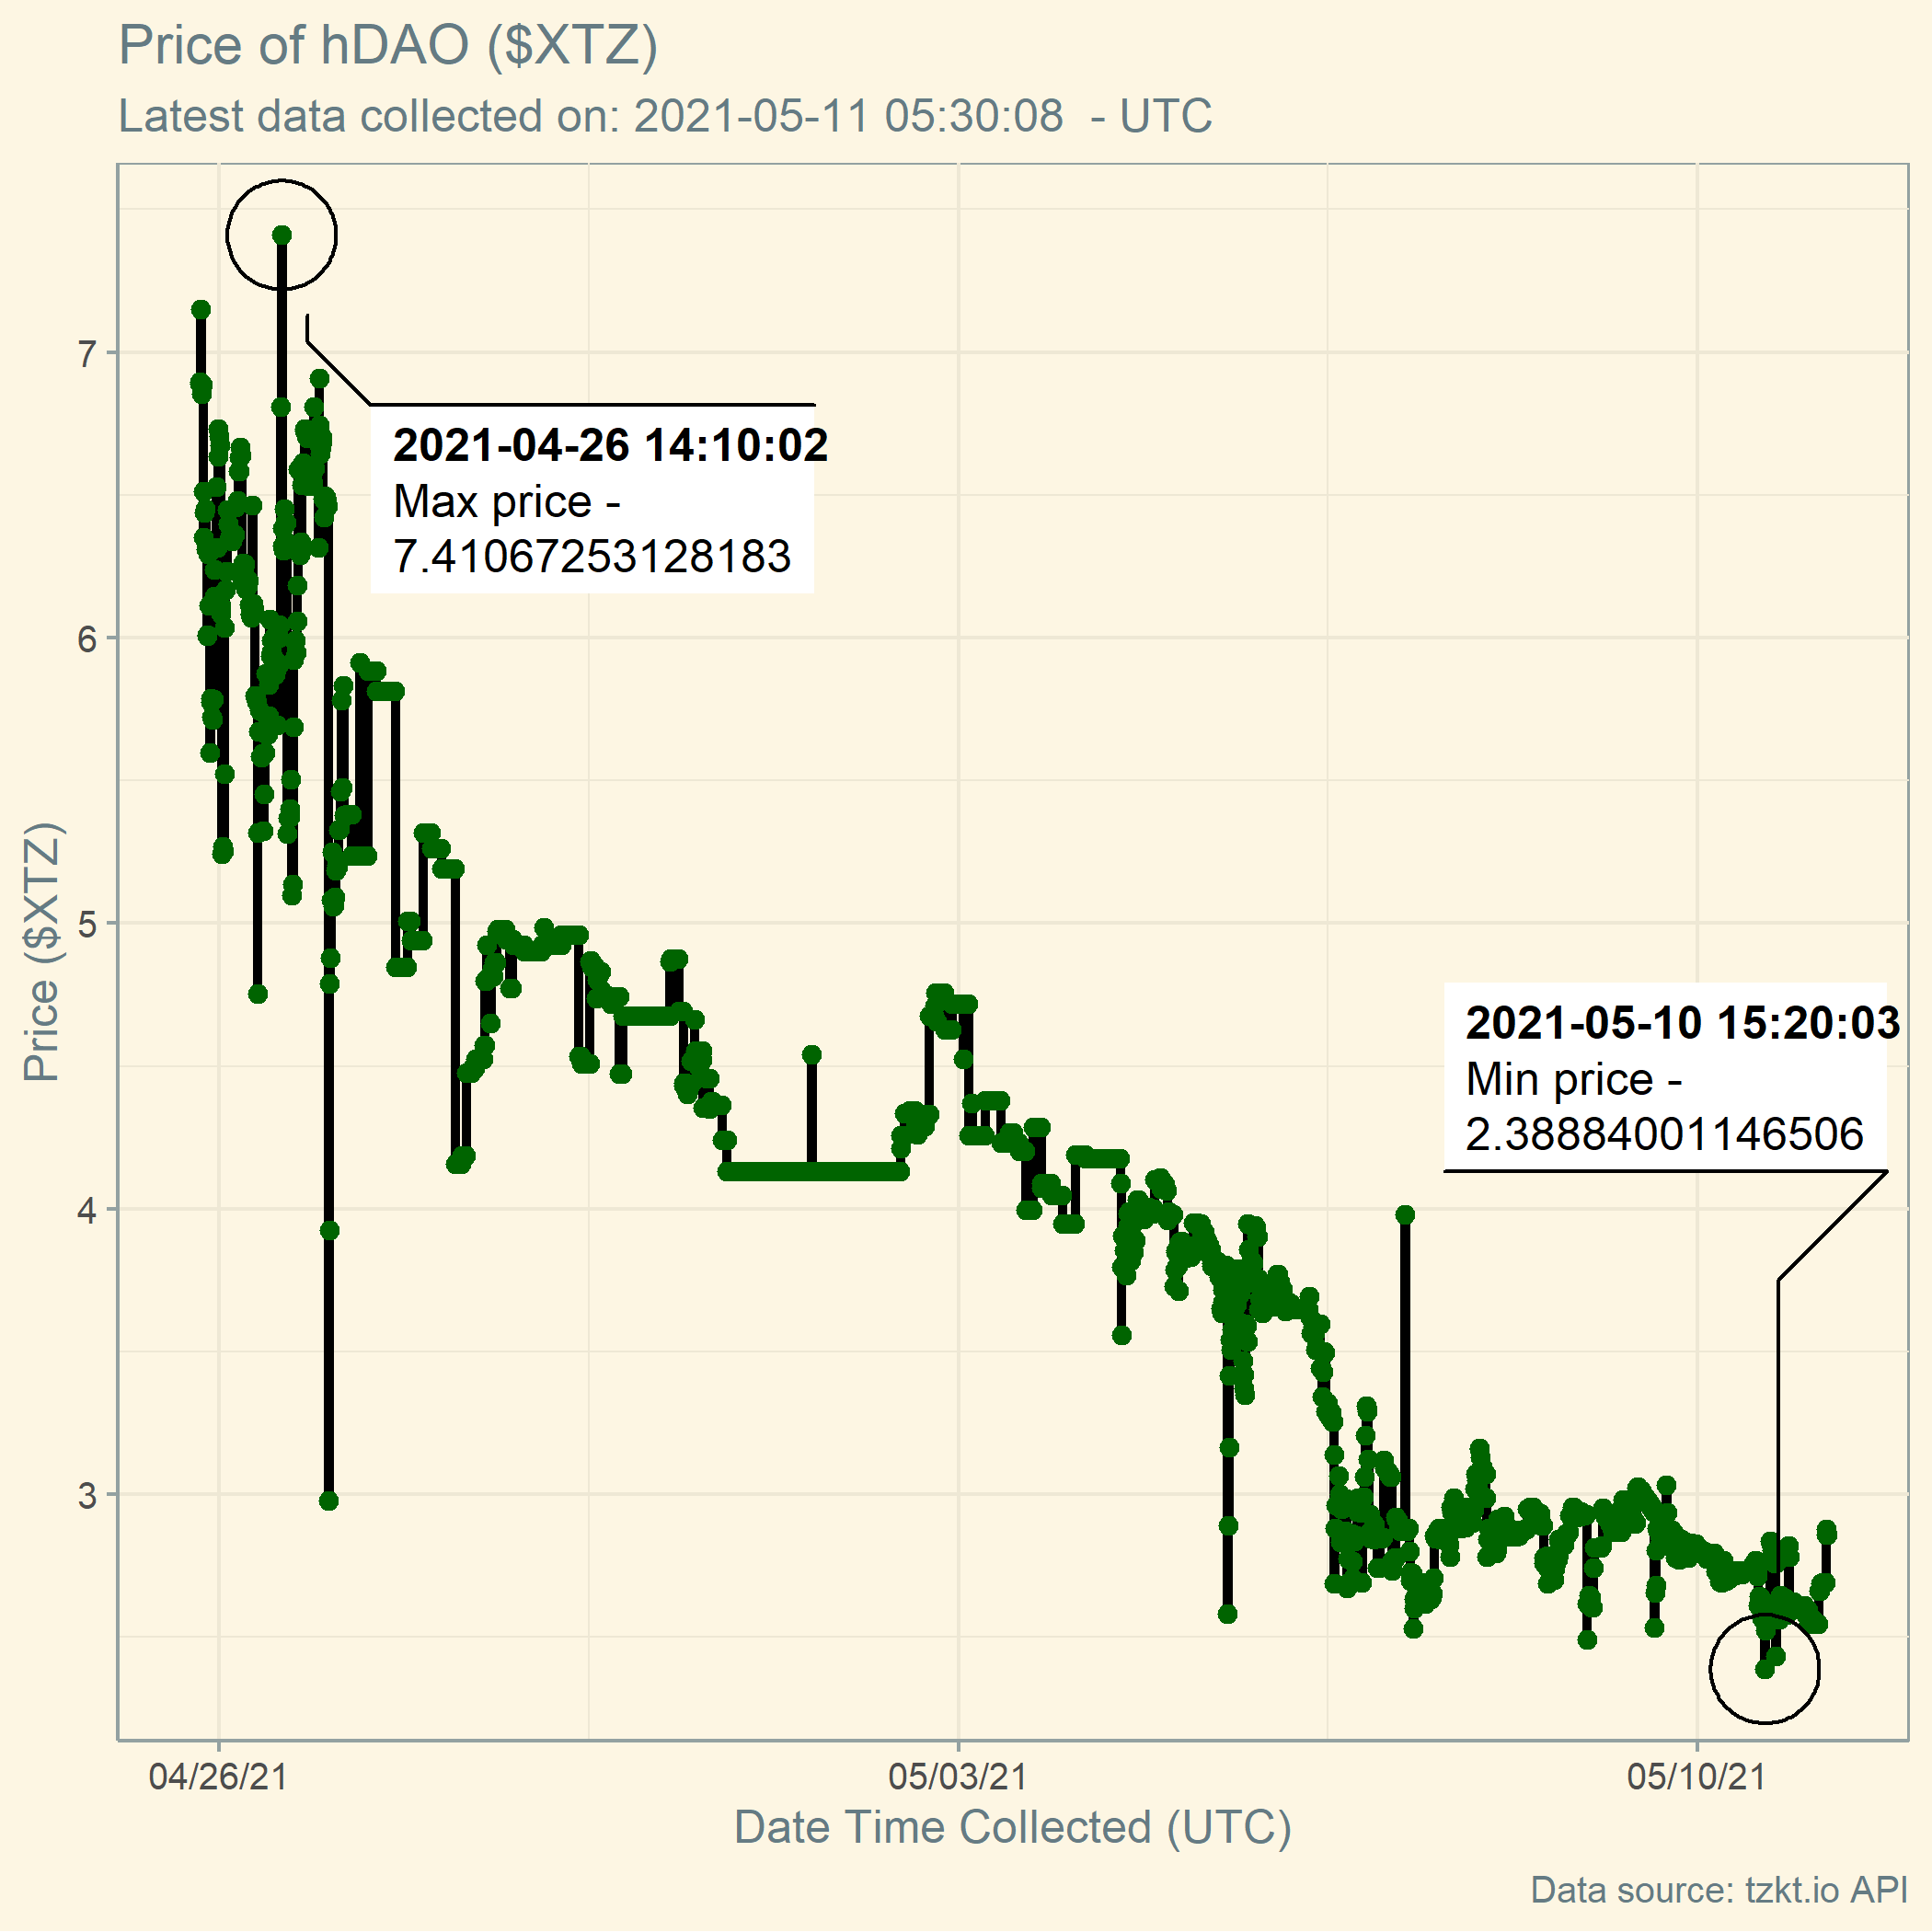 Price of hDAO ($XTZ)
Latest data collected on: 2021-05-11 05:30:08  - UTC
2021-04-26 14:10:02
Max price -
7.41067253128183
2021-05-10 15:20:03
Min price -
2.38884001146506
Price ($XTZ)
7
6
5
4
3
04/26/21
05/03/21
05/10/21
Date Time Collected (UTC)
Data source: tzkt.io API